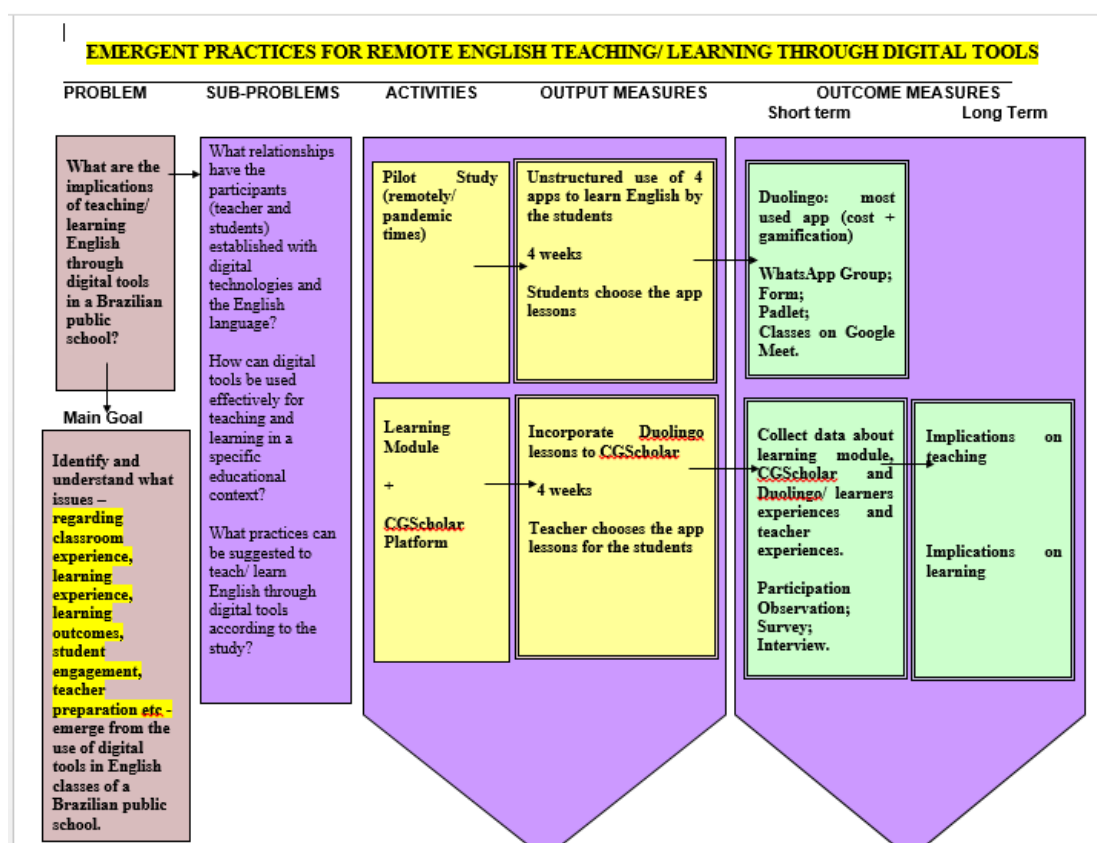 EMERGENT PRACTICES FOR REMOTE ENGLISH TEACHING/ LEARNING THROUGH DIGITAL TOOLS
PROBLEM
SUB-PROBLEMS
ACTIVITIES
OUTPUT MEASURES
OUTCOME MEASURES
Short term
Long Term
What are the
implications of
teaching/
learning
English
through
digital tools
in a Brazilian
public
school?
Main Goal
Identify and
understand what
issues –
regarding
classroom
experience,
learning
experience,
learning
outcomes,
student
engagement,
teacher
preparation etc -
emerge from the
use of digital
tools in English
classes of a
Brazilian public
school.
What relationships
have the
participants
(teacher and
students)
established with
digital
technologies and
the English
language?
How can digital
tools be used
effectively for
teaching and
learning in a
specific
educational
context?
What practices can
be suggested to
teach/ learn
English through
digital tools
according to the
study?
Pilot Study
(remotely/
pandemic
times)
Learning
Module
+
CGScholar
Platform
Unstructured use of 4
apps to learn English by
the students
4 weeks
Students choose the app
lessons
Incorporate Duolingo
lessons to CGScholar
4 weeks
Teacher chooses the app
lessons for the students
Duolingo: most
used app (cost +
gamification)
WhatsApp Group;
Form;
Padlet;
Classes on Google
Meet.
Collect data about
learning module,
CGScholar and
Duolingo/ learners
experiences and
teacher
experiences.
Participation
Observation;
Survey;
Interview.
Implications on
teaching
Implications on
learning